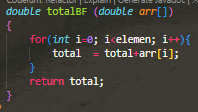 Codeium: Refactor | Explain | Generate Javadoc |
double totalBF (double arr[])
{
for(int i=0; i<elemen; i++){
total = total+arr[i];
}
return total;
}